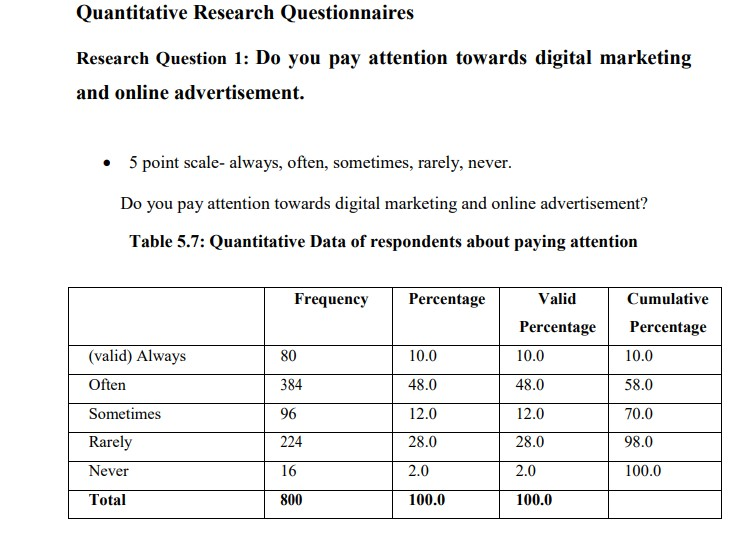 Quantitative Research Questionnaires
Research Question 1: Do you pay attention towards digital marketing
and online advertisement.
• 5 point scale- always, often, sometimes, rarely, never.
Do you pay attention towards digital marketing and online advertisement?
Table 5.7: Quantitative Data of respondents about paying attention
Frequency Percentage Valid Percentage Cumulative Percentage
(valid) Always 80 10.0 10.0 10.0
Often 384 48.0 48.0 58.0
Sometimes 96 12.0 12.0 70.0
Rarely 224 28.0 28.0 98.0
Never 16 2.0 2.0 100.0
Total 800 100.0 100.0